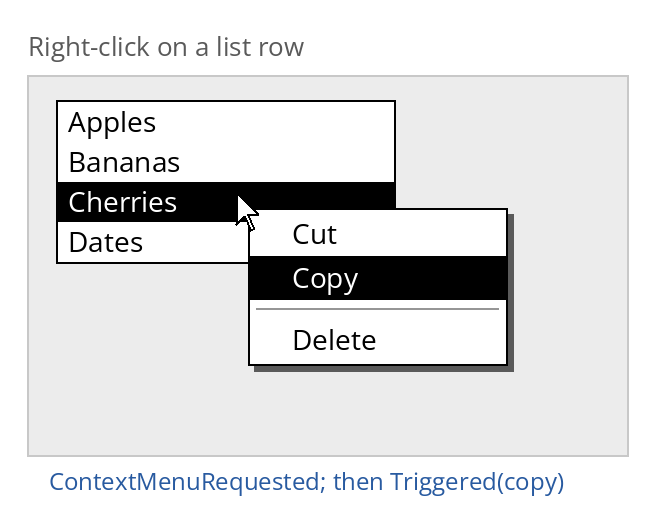 Right-click on a list row
Apples
Bananas
Cherries
Dates
Cut
Copy
Delete
ContextMenuRequested; then Triggered(copy)